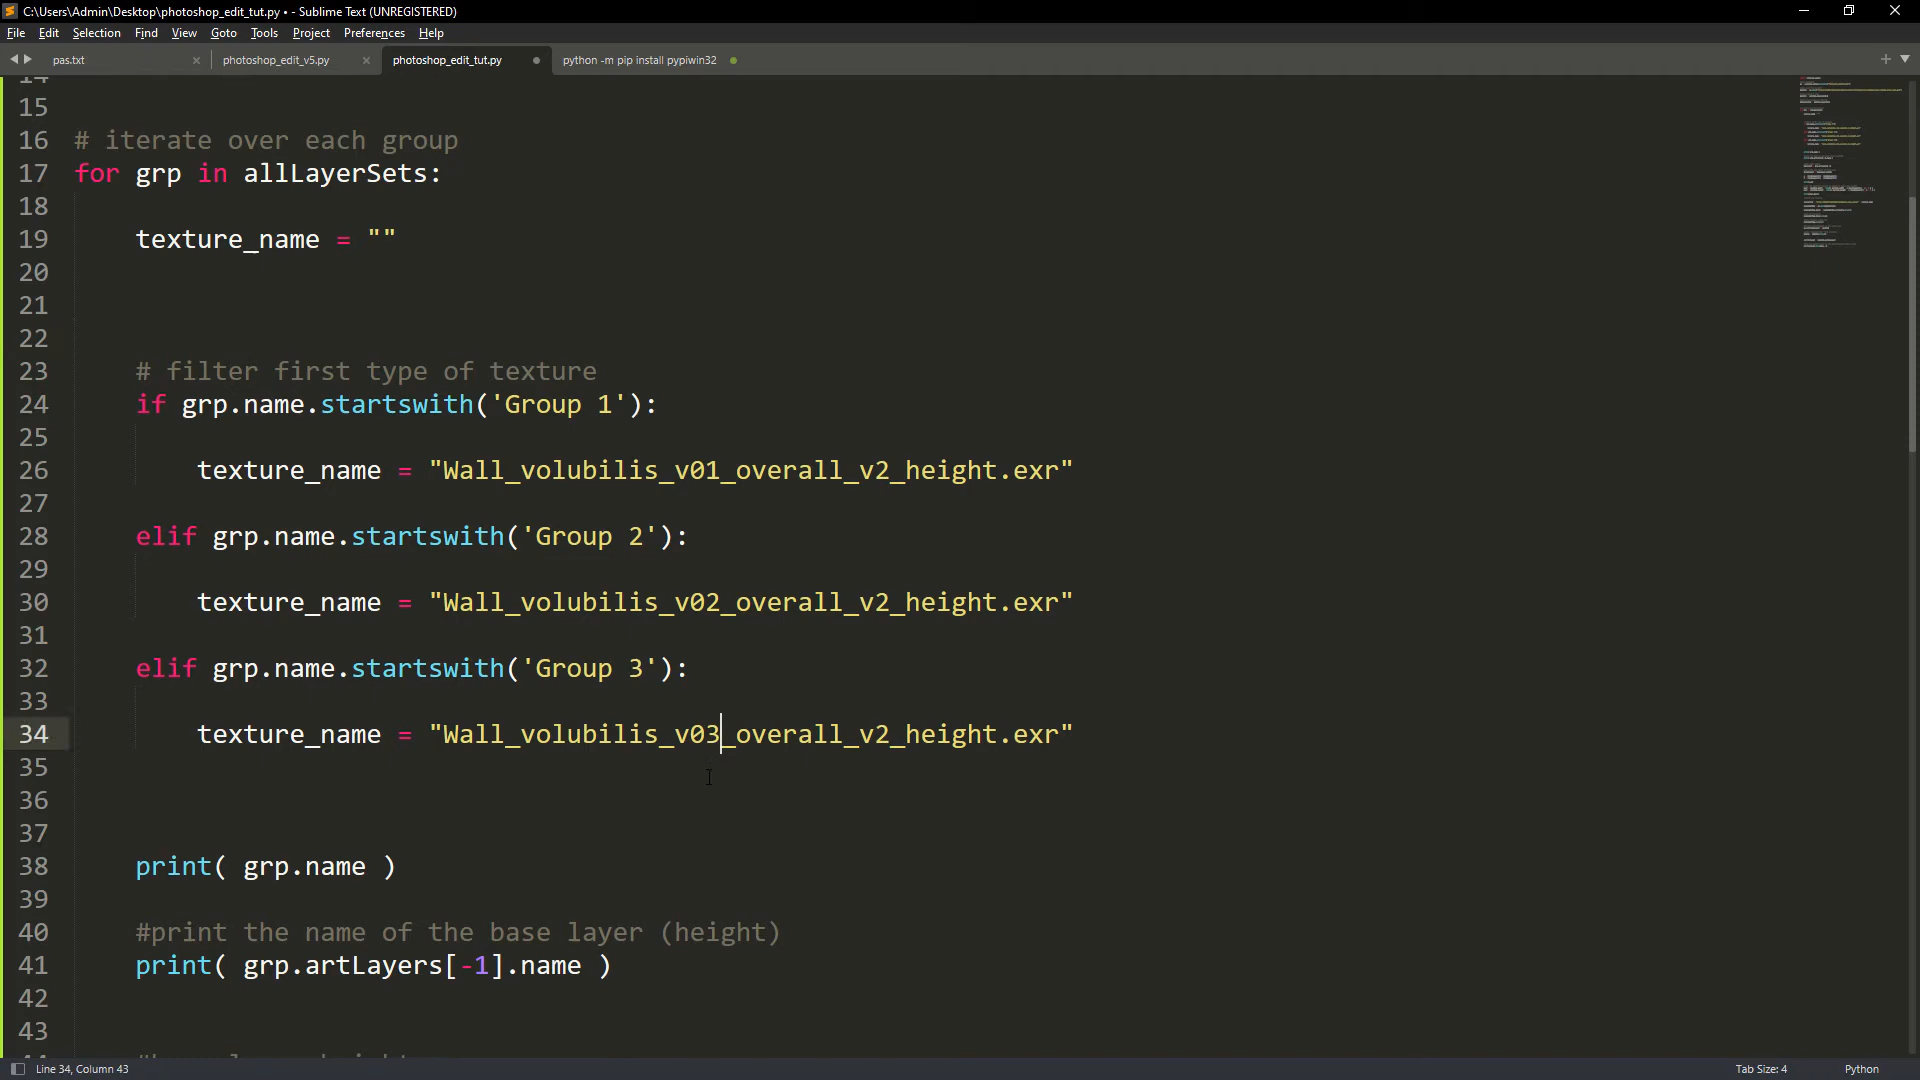 C:\Users\Admin\Desktop\photoshop_edit_tut.py • - Sublime Text (UNREGISTERED)
File Edit Selection Find View Goto Tools Project Preferences Help
pas.txt × photoshop_edit_v5.py × photoshop_edit_tut.py python -m pip install pypiwin32
14
15
16 # iterate over each group
17 for grp in allLayerSets:
18
19 texture_name = ""
20
21
22
23 # filter first type of texture
24 if grp.name.startswith('Group 1'):
25
26 texture_name = "Wall_volubilis_v01_overall_v2_height.exr"
27
28 elif grp.name.startswith('Group 2'):
29
30 texture_name = "Wall_volubilis_v02_overall_v2_height.exr"
31
32 elif grp.name.startswith('Group 3'):
33
34 texture_name = "Wall_volubilis_v03_overall_v2_height.exr"
35
36
37
38 print( grp.name )
39
40 #print the name of the base layer (height)
41 print( grp.artLayers[-1].name )
42
43
Line 34, Column 43 Tab Size: 4 Python